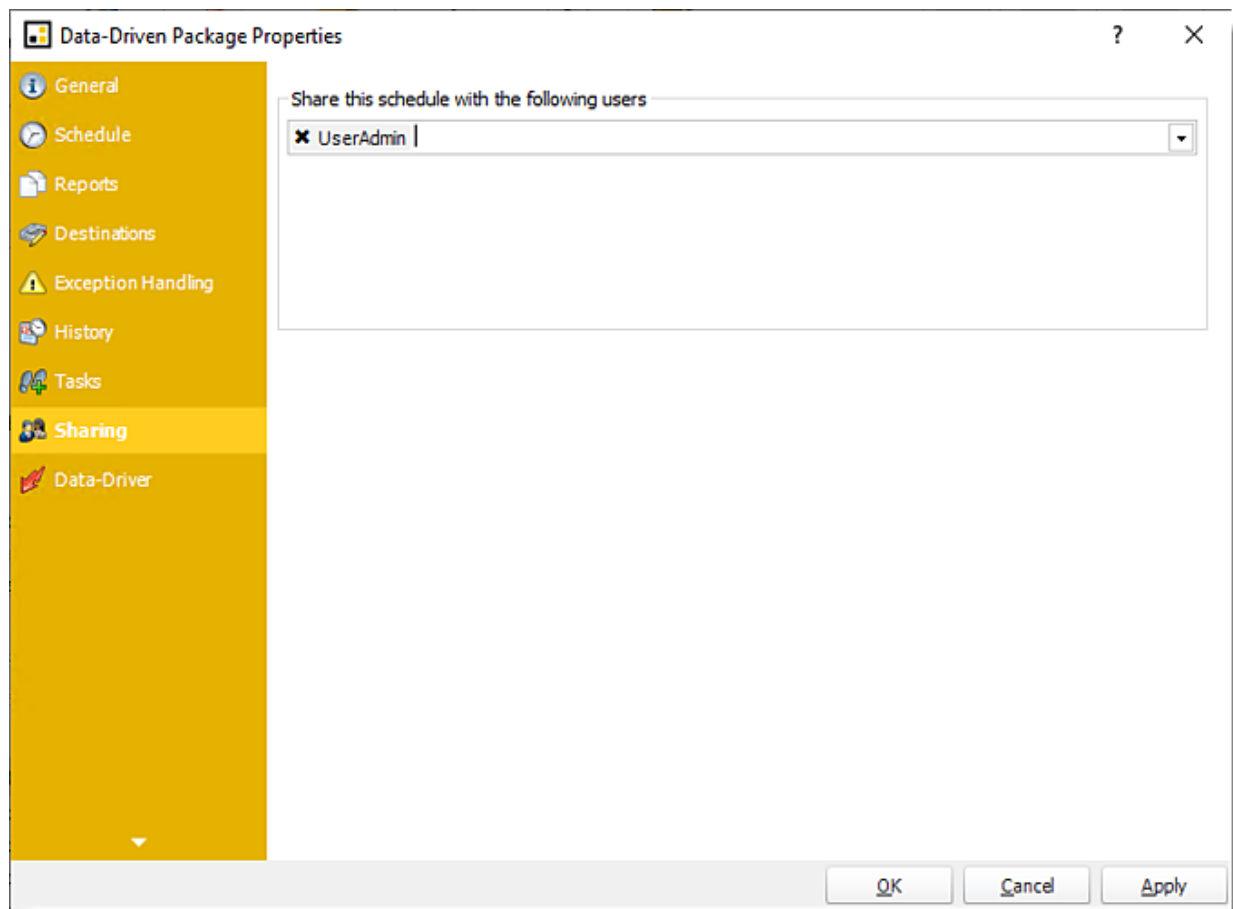 Data-Driven Package Properties
?
General
Schedule
Reports
Destinations
Exception Handling
History
Tasks
Sharing
Data-Driver
Share this schedule with the following users
UserAdmin
OK
Cancel
Apply